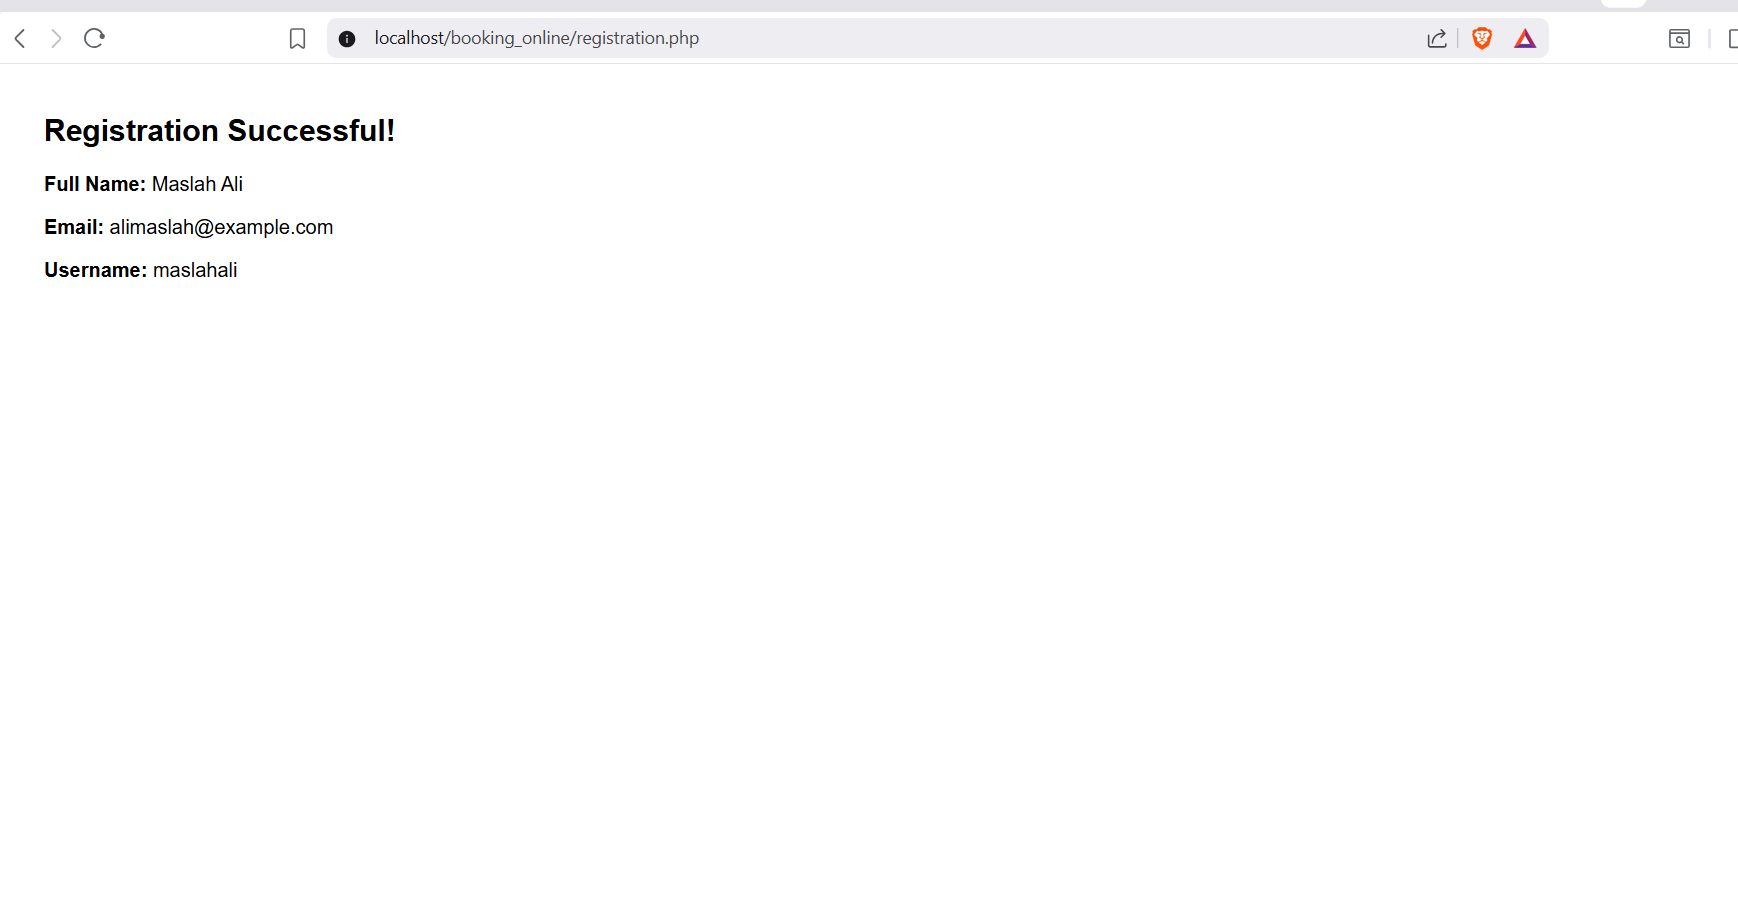 localhost/booking_online/registration.php
Registration Successful!
Full Name: Maslah Ali
Email: alimaslah@example.com
Username: maslahali